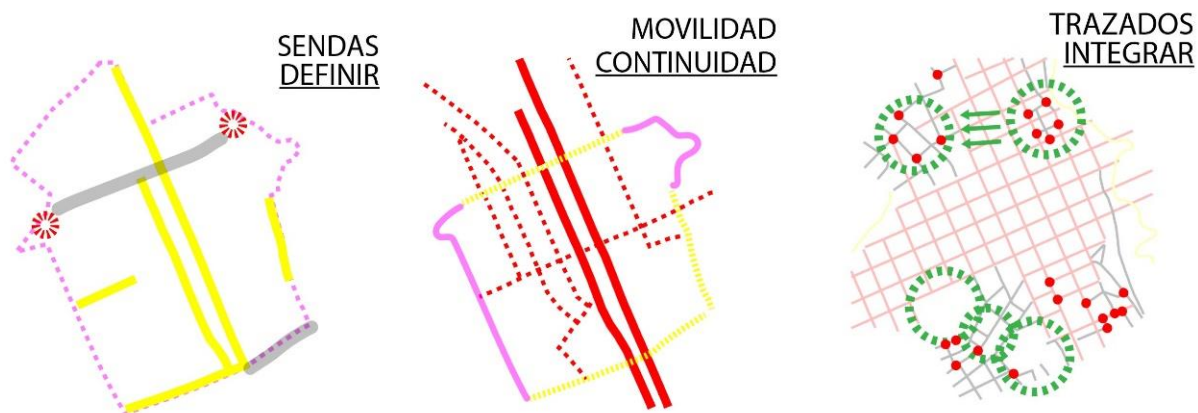 SENDAS
DEFINIR
MOVILIDAD
CONTINUIDAD
TRAZADOS
INTEGRAR